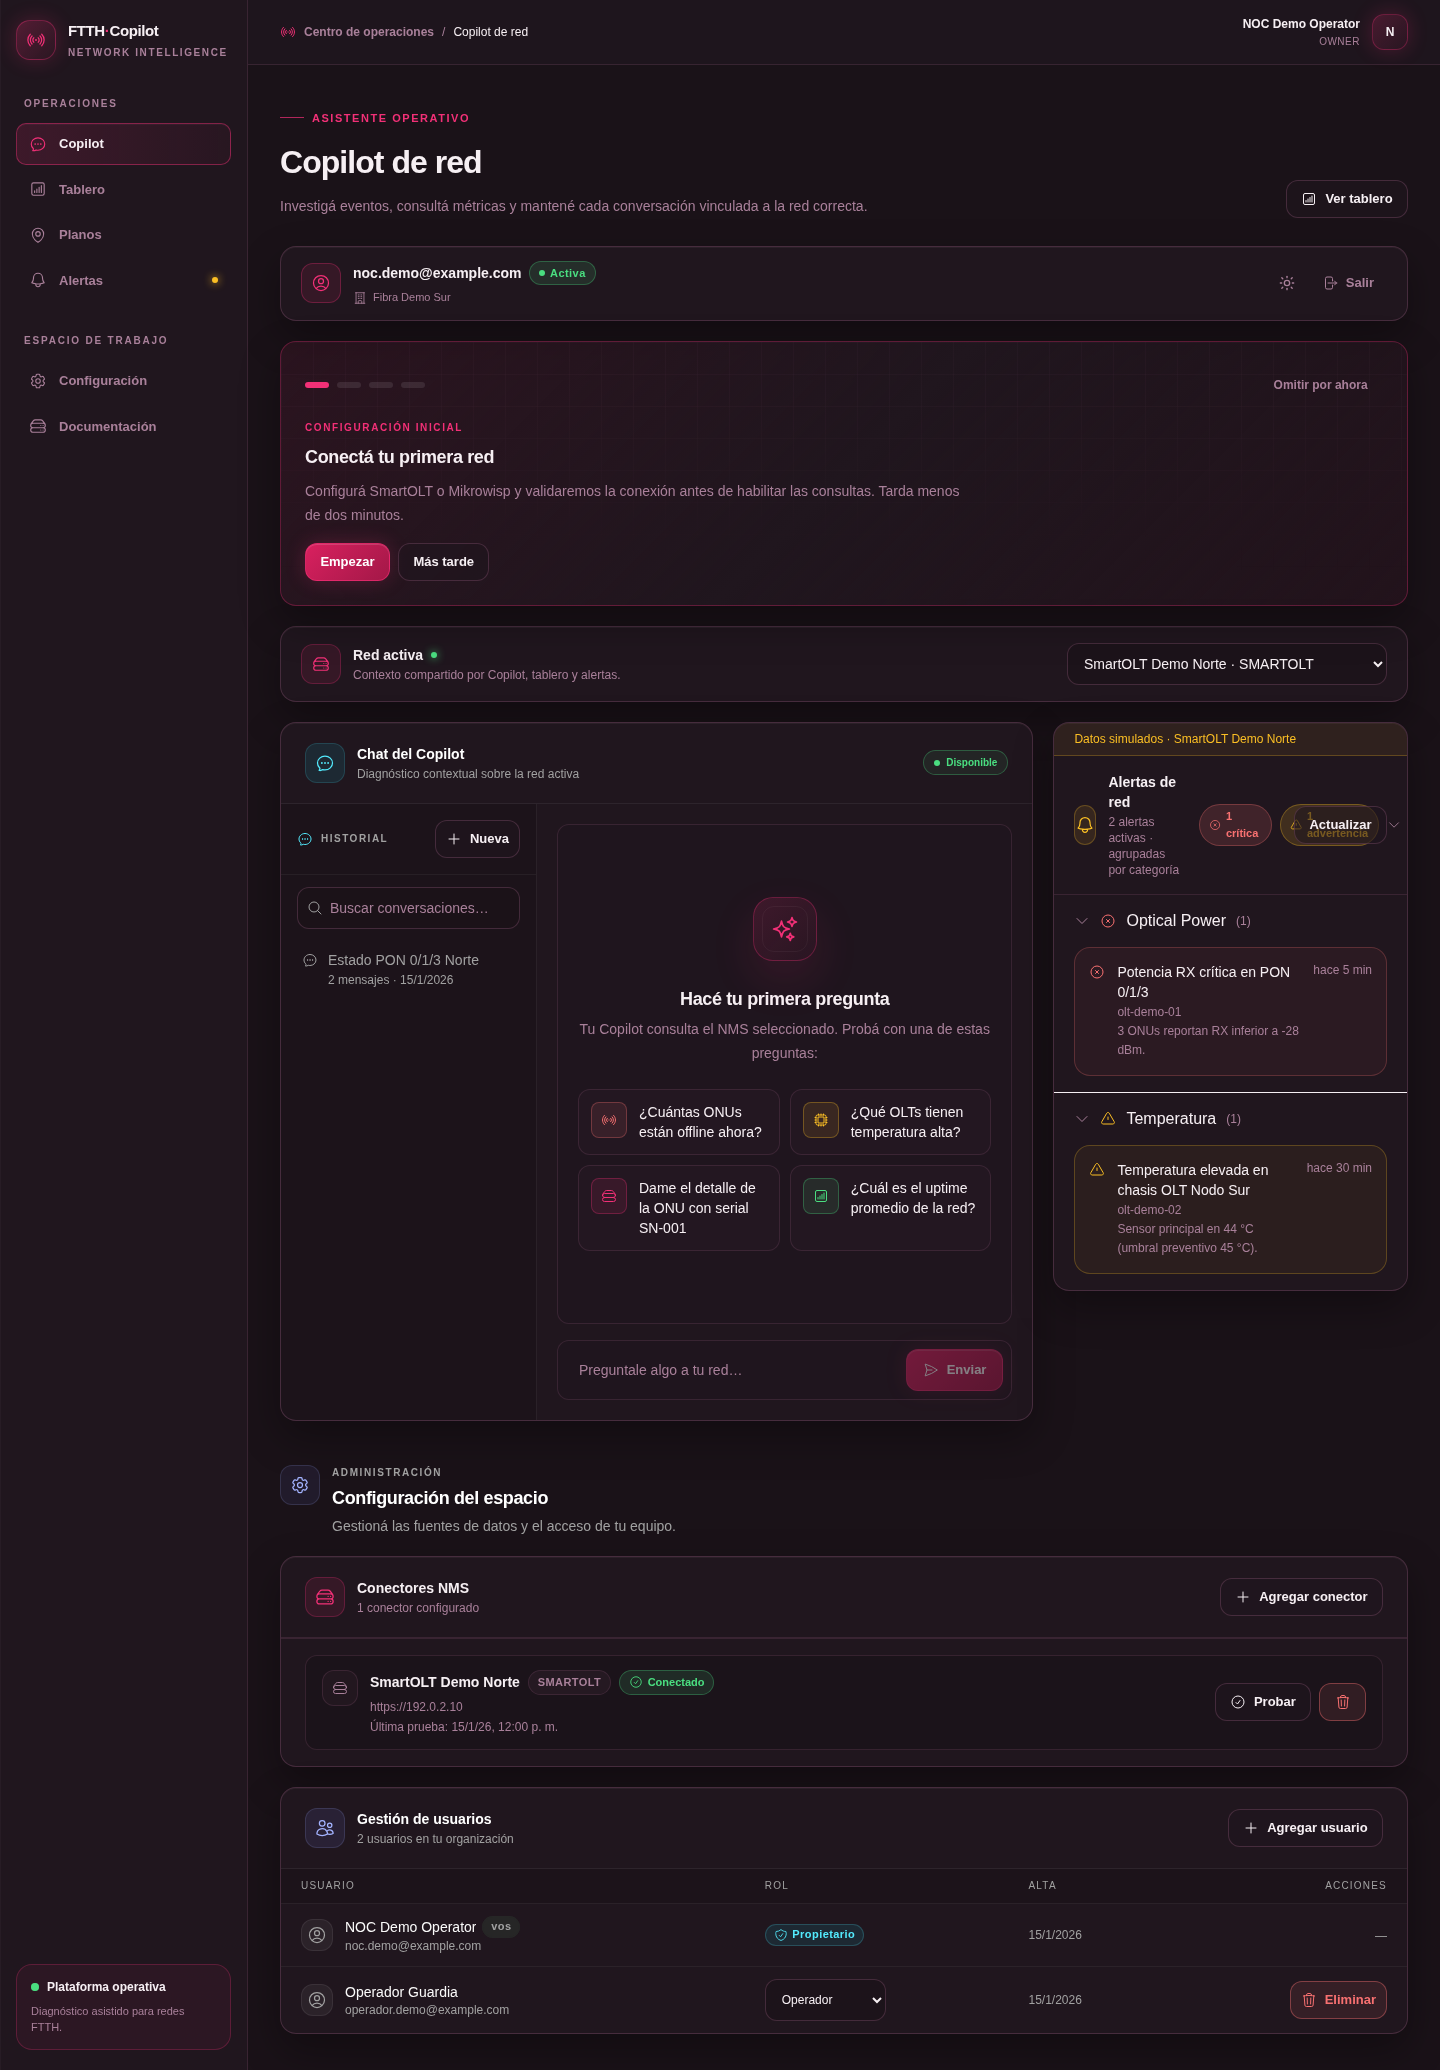 FTTH·Copilot
NETWORK INTELLIGENCE
OPERACIONES
Copilot
Tablero
Planos
Alertas
ESPACIO DE TRABAJO
Configuración
Documentación
Plataforma operativa
Diagnóstico asistido para redes
FTTH.
Centro de operaciones / Copilot de red
NOC Demo Operator
OWNER
N
ASISTENTE OPERATIVO
Copilot de red
Investigá eventos, consultá métricas y mantené cada conversación vinculada a la red correcta.
Ver tablero
noc.demo@example.com
Activa
Fibra Demo Sur
Salir
Omitir por ahora
CONFIGURACIÓN INICIAL
Conectá tu primera red
Configurá SmartOLT o Mikrowisp y validaremos la conexión antes de habilitar las consultas. Tarda menos
de dos minutos.
Empezar
Más tarde
Red activa
Contexto compartido por Copilot, tablero y alertas.
SmartOLT Demo Norte · SMARTOLT
Chat del Copilot
Diagnóstico contextual sobre la red activa
Disponible
HISTORIAL
Nueva
Buscar conversaciones…
Estado PON 0/1/3 Norte
2 mensajes · 15/1/2026
Hacé tu primera pregunta
Tu Copilot consulta el NMS seleccionado. Probá con una de estas
preguntas:
¿Cuántas ONUs
están offline ahora?
¿Qué OLTs tienen
temperatura alta?
Dame el detalle de
la ONU con serial
SN-001
¿Cuál es el uptime
promedio de la red?
Preguntale algo a tu red…
Enviar
Datos simulados · SmartOLT Demo Norte
Alertas de
red
2 alertas
activas ·
agrupadas
por categoría
1
crítica
1
advertencia
Actualizar
Optical Power (1)
Potencia RX crítica en PON
0/1/3
hace 5 min
olt-demo-01
3 ONUs reportan RX inferior a -28
dBm.
Temperatura (1)
Temperatura elevada en
chasis OLT Nodo Sur
hace 30 min
olt-demo-02
Sensor principal en 44 °C
(umbral preventivo 45 °C).
ADMINISTRACIÓN
Configuración del espacio
Gestioná las fuentes de datos y el acceso de tu equipo.
Conectores NMS
1 conector configurado
Agregar conector
SmartOLT Demo Norte
SMARTOLT
Conectado
https://192.0.2.10
Última prueba: 15/1/26, 12:00 p. m.
Probar
Gestión de usuarios
2 usuarios en tu organización
Agregar usuario
USUARIO ROL ALTA ACCIONES
NOC Demo Operator vos
noc.demo@example.com
Propietario
15/1/2026
—
Operador Guardia
operador.demo@example.com
Operador
15/1/2026
Eliminar